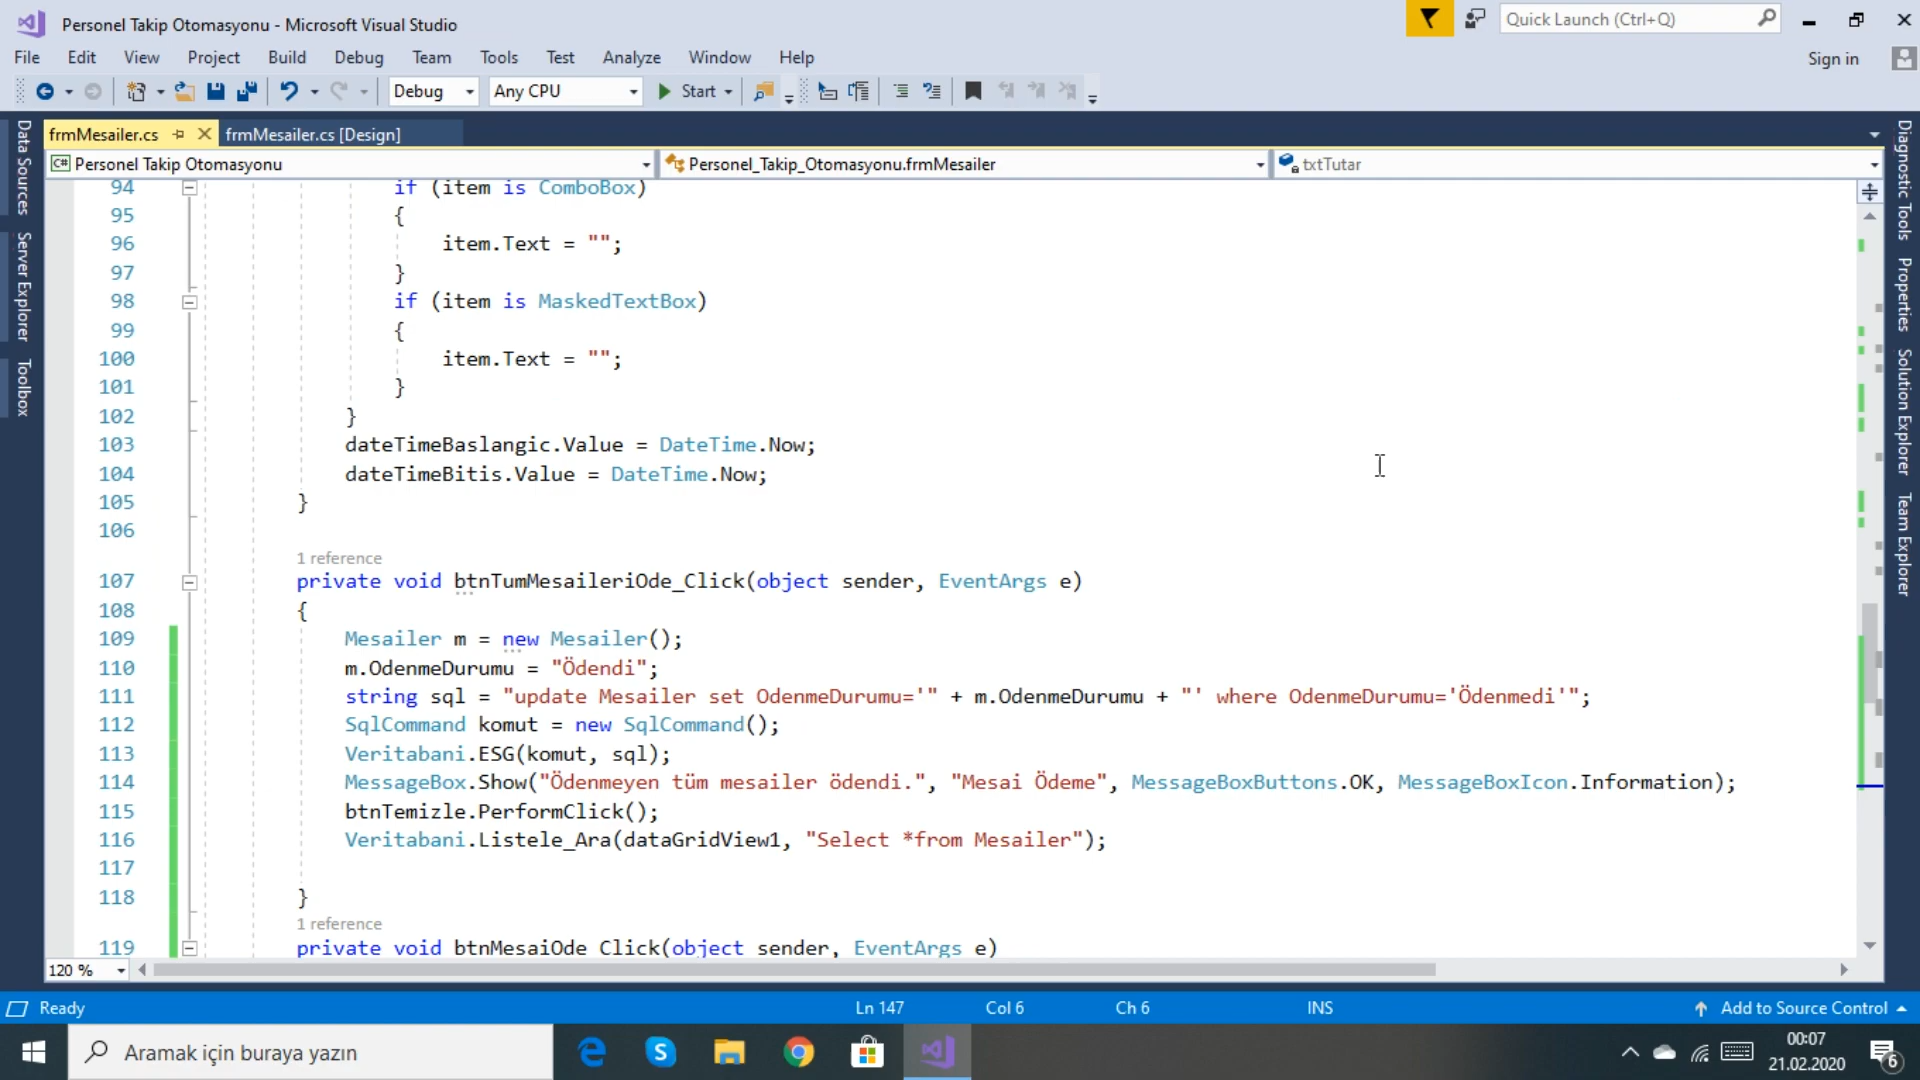 Personel Takip Otomasyonu - Microsoft Visual Studio
Quick Launch (Ctrl+Q)
File Edit View Project Build Debug Team Tools Test Analyze Window Help
Sign in
Debug Any CPU Start
frmMesailer.cs frmMesailer.cs [Design]
C# Personel Takip Otomasyonu Personel_Takip_Otomasyonu.frmMesailer txtTutar
Data Sources
Server Explorer
Toolbox
94 if (item is ComboBox)
95 {
96 item.Text = "";
97 }
98 if (item is MaskedTextBox)
99 {
100 item.Text = "";
101 }
102 }
103 dateTimeBaslangic.Value = DateTime.Now;
104 dateTimeBitis.Value = DateTime.Now;
105 }
106
1 reference
107 private void btnTumMesaileriOde_Click(object sender, EventArgs e)
108 {
109 Mesailer m = new Mesailer();
110 m.OdenmeDurumu = "Ödendi";
111 string sql = "update Mesailer set OdenmeDurumu='" + m.OdenmeDurumu + "' where OdenmeDurumu='Ödenmedi'";
112 SqlCommand komut = new SqlCommand();
113 Veritabani.ESG(komut, sql);
114 MessageBox.Show("Ödenmeyen tüm mesailer ödendi.", "Mesai Ödeme", MessageBoxButtons.OK, MessageBoxIcon.Information);
115 btnTemizle.PerformClick();
116 Veritabani.Listele_Ara(dataGridView1, "Select *from Mesailer");
117
118 }
1 reference
119 private void btnMesaiOde_Click(object sender, EventArgs e)
Diagnostic Tools
Properties
Solution Explorer
Team Explorer
120 %
Ready Ln 147 Col 6 Ch 6 INS Add to Source Control
Aramak için buraya yazın
00:07
21.02.2020
6